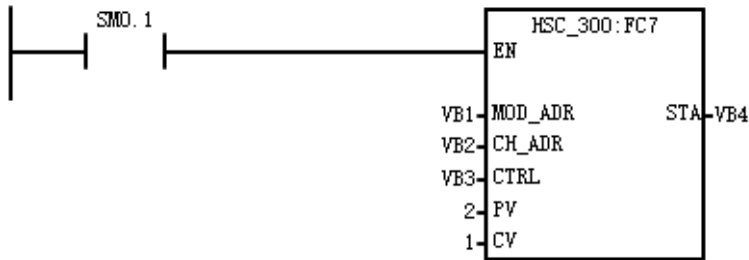 SM0.1
HSC_300:FC7
EN
VB1 MOD_ADR STA VB4
VB2 CH_ADR
VB3 CTRL
2 PV
1 CV